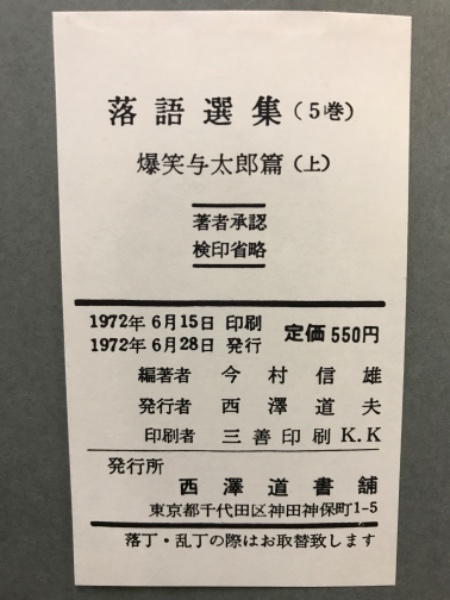 落語選集(5巻)
爆笑与太郎篇(上)
著者承認
検印省略
1972年6月15日 印刷
1972年6月28日 発行
定価 550円
編著者 今村信雄
発行者 西澤道夫
印刷者 三善印刷K.K
発行所
西澤道書舗
東京都千代田区神田神保町1-5
落丁・乱丁の際はお取替致します